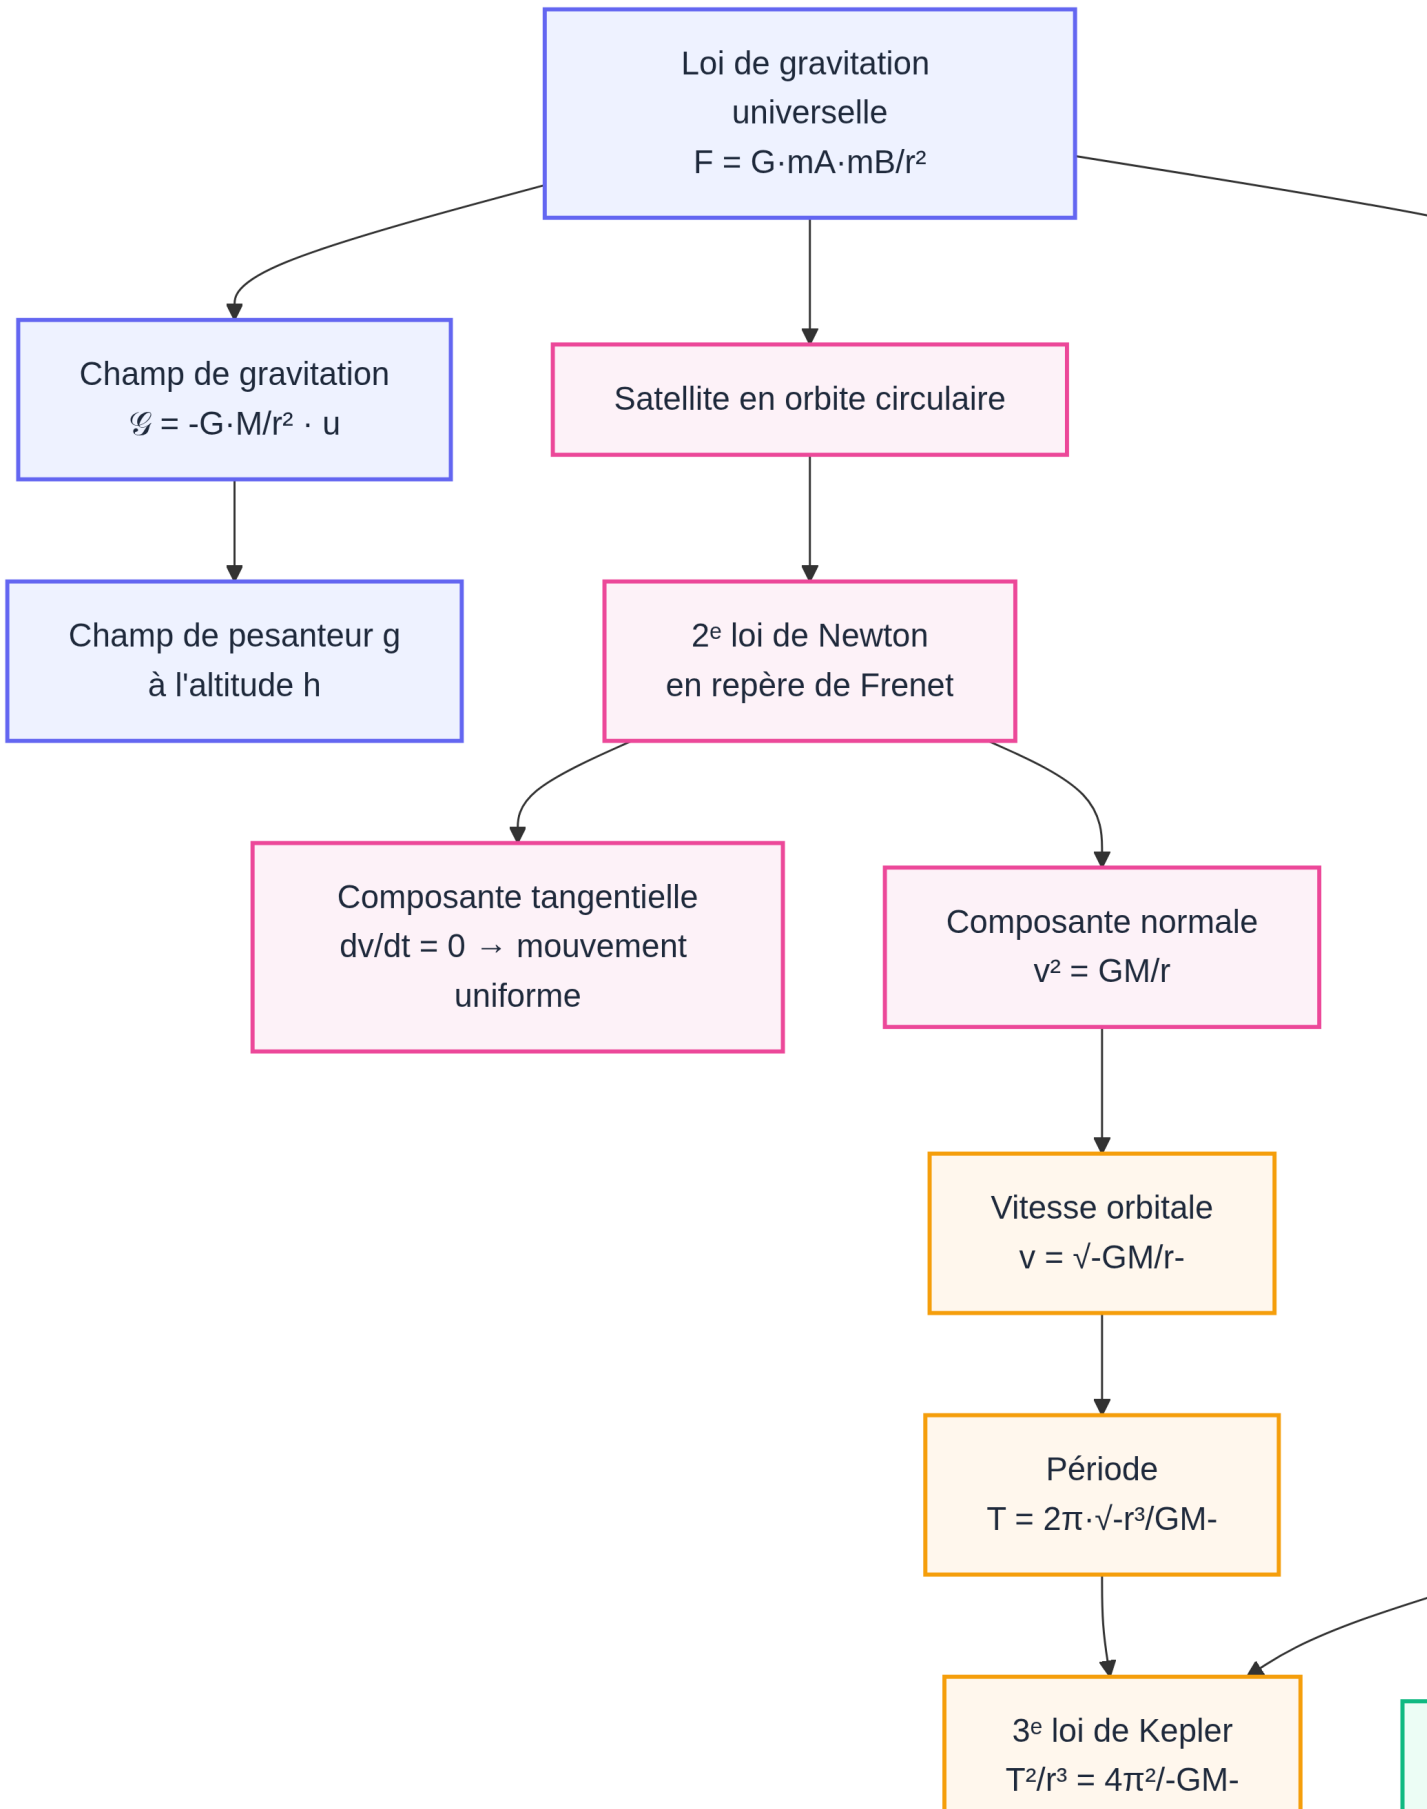 Loi de gravitation
universelle
F = G·mA·mB/r²
Champ de gravitation
𝒢 = -G·M/r² · u
Satellite en orbite circulaire
Champ de pesanteur g
à l'altitude h
2ᵉ loi de Newton
en repère de Frenet
Composante tangentielle
dv/dt = 0 → mouvement
uniforme
Composante normale
v² = GM/r
Vitesse orbitale
v = √-GM/r-
Période
T = 2π·√-r³/GM-
3ᵉ loi de Kepler
T²/r³ = 4π²/-GM-